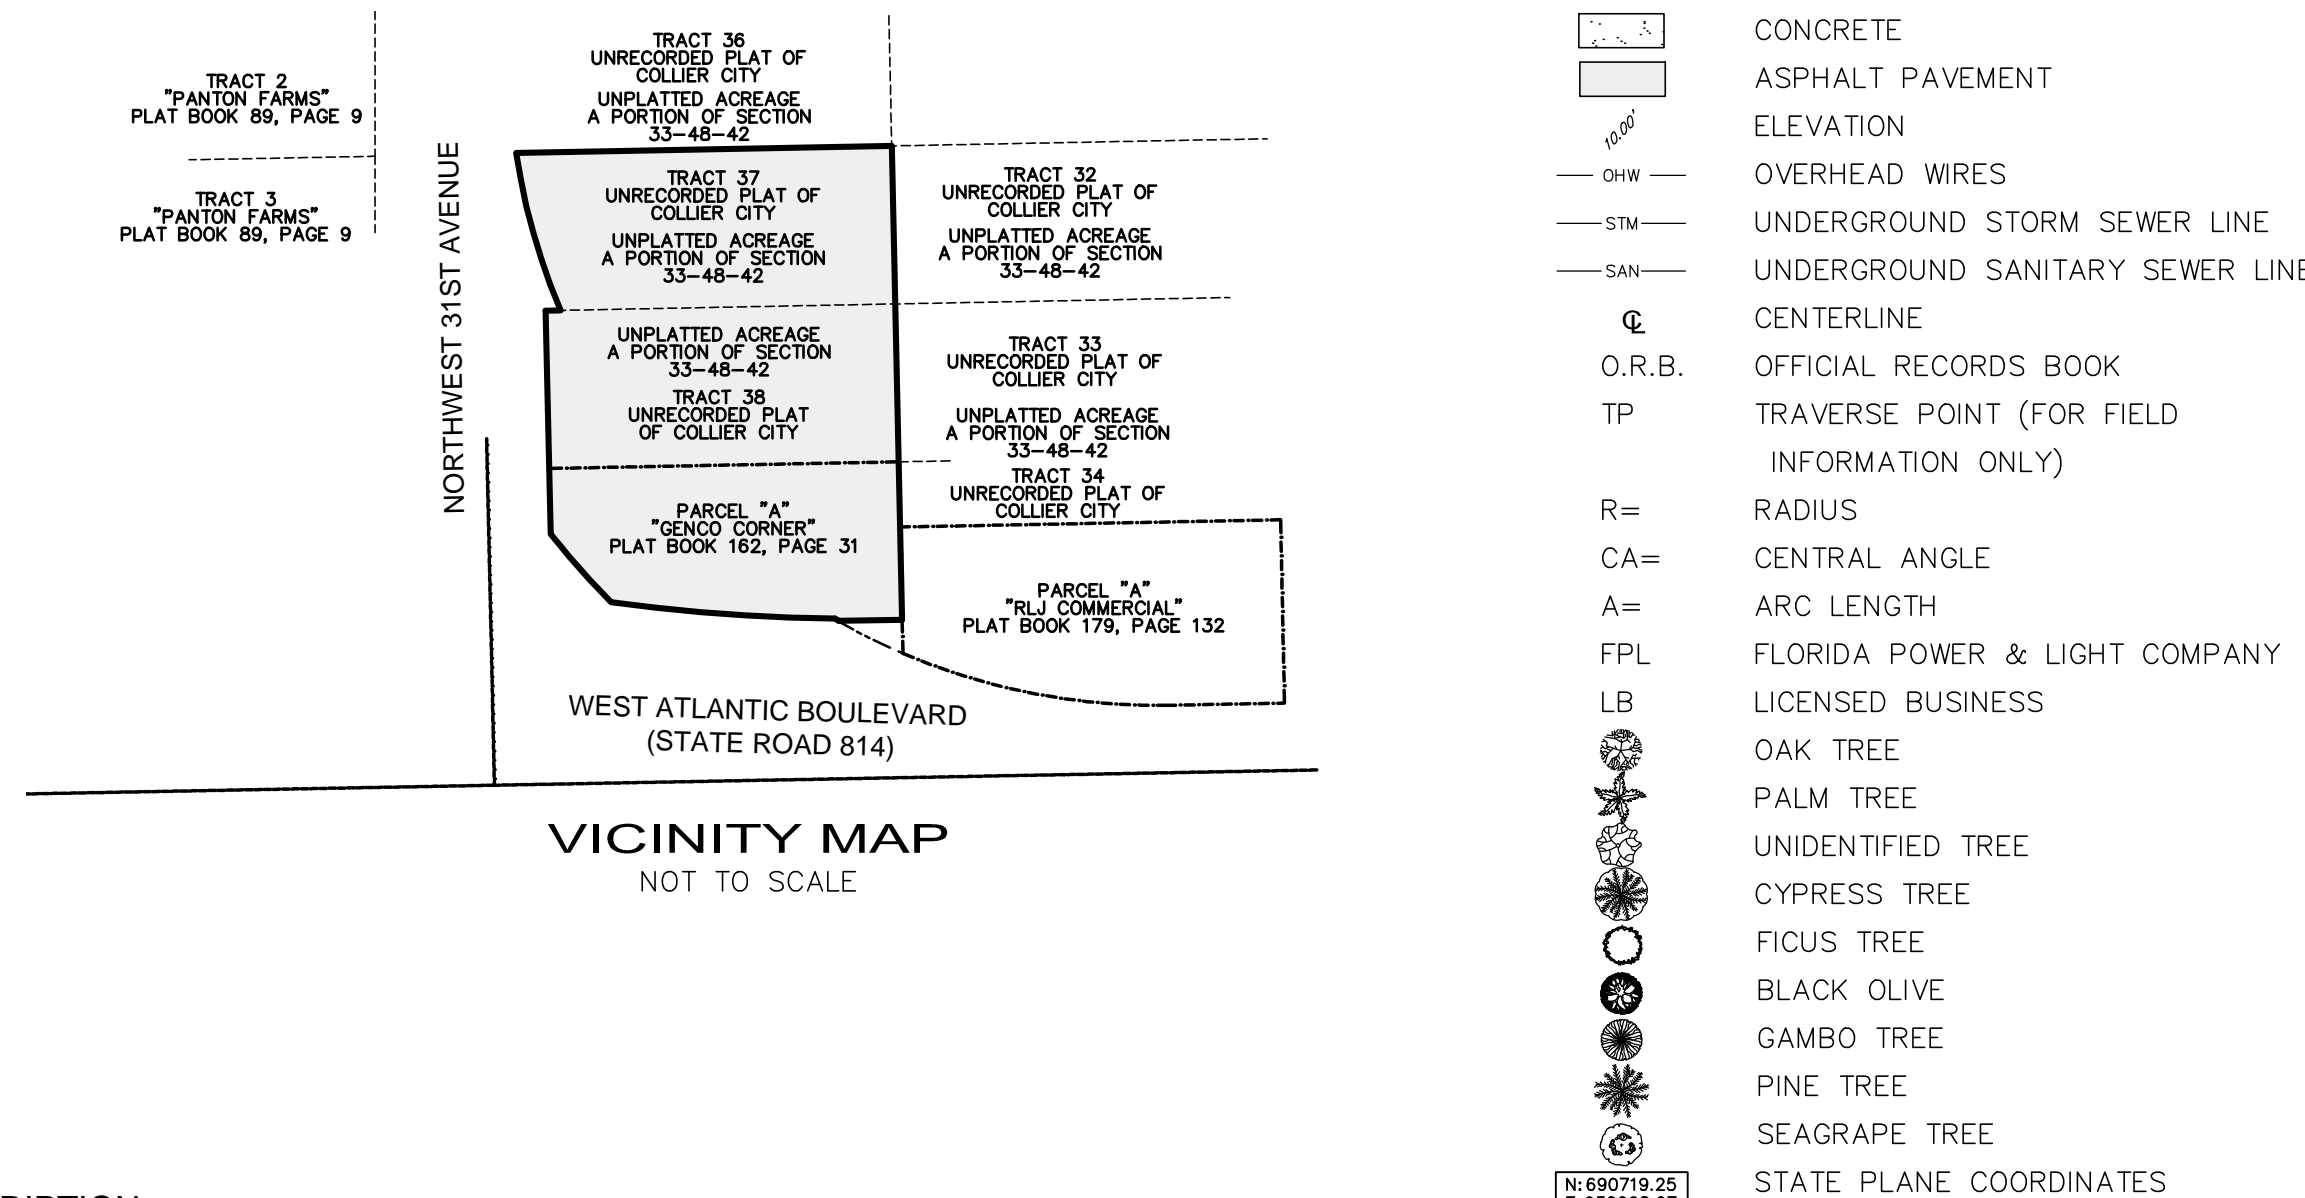 TRACT 36
UNRECORDED PLAT OF
COLLIER CITY
UNPLATTED ACREAGE
A PORTION OF SECTION
33-48-42
TRACT 2
"PANTON FARMS"
PLAT BOOK 89, PAGE 9
TRACT 3
"PANTON FARMS"
PLAT BOOK 89, PAGE 9
NORTHWEST 31ST AVENUE
TRACT 37
UNRECORDED PLAT OF
COLLIER CITY
UNPLATTED ACREAGE
A PORTION OF SECTION
33-48-42
TRACT 32
UNRECORDED PLAT OF
COLLIER CITY
UNPLATTED ACREAGE
A PORTION OF SECTION
33-48-42
UNPLATTED ACREAGE
A PORTION OF SECTION
33-48-42
TRACT 38
UNRECORDED PLAT
OF COLLIER CITY
TRACT 33
UNRECORDED PLAT OF
COLLIER CITY
UNPLATTED ACREAGE
A PORTION OF SECTION
33-48-42
TRACT 34
UNRECORDED PLAT OF
COLLIER CITY
PARCEL "A"
"GENCO CORNER"
PLAT BOOK 162, PAGE 31
PARCEL "A"
"RLJ COMMERCIAL"
PLAT BOOK 179, PAGE 132
WEST ATLANTIC BOULEVARD
(STATE ROAD 814)
VICINITY MAP
NOT TO SCALE
CONCRETE
ASPHALT PAVEMENT
10.00' ELEVATION
OHW OVERHEAD WIRES
STM UNDERGROUND STORM SEWER LINE
SAN UNDERGROUND SANITARY SEWER LINE
℄ CENTERLINE
O.R.B. OFFICIAL RECORDS BOOK
TP TRAVERSE POINT (FOR FIELD
INFORMATION ONLY)
R= RADIUS
CA= CENTRAL ANGLE
A= ARC LENGTH
FPL FLORIDA POWER & LIGHT COMPANY
LB LICENSED BUSINESS
OAK TREE
PALM TREE
UNIDENTIFIED TREE
CYPRESS TREE
FICUS TREE
BLACK OLIVE
GAMBO TREE
PINE TREE
SEAGRAPE TREE
N:690719.25 STATE PLANE COORDINATES